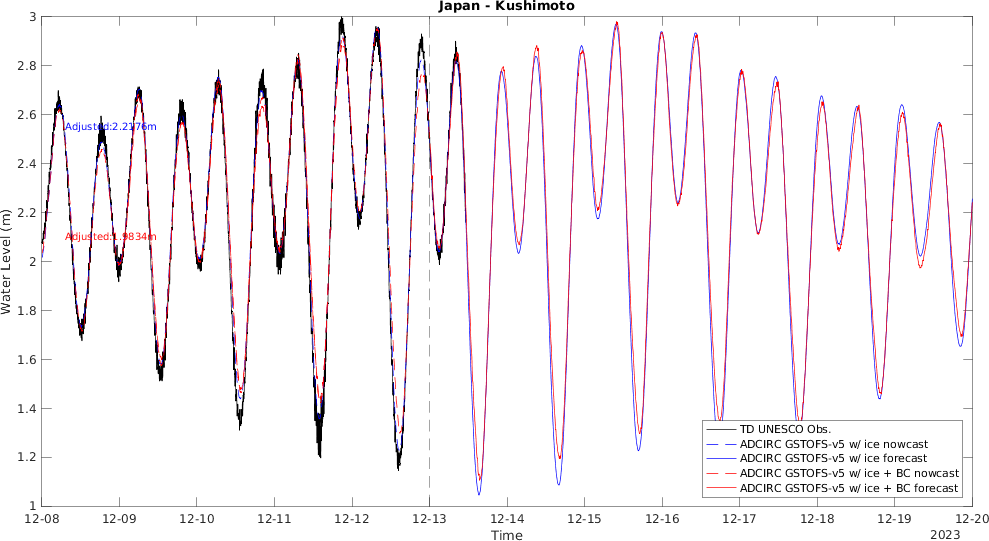 Japan - Kushimoto
Water Level (m)
3
2.8
2.6
2.4
2.2
2
1.8
1.6
1.4
1.2
1
Adjusted:2.2176m
Adjusted:1.9834m
TD UNESCO Obs.
ADCIRC GSTOFS-v5 w/ ice nowcast
ADCIRC GSTOFS-v5 w/ ice forecast
ADCIRC GSTOFS-v5 w/ ice + BC nowcast
ADCIRC GSTOFS-v5 w/ ice + BC forecast
12-08 12-09 12-10 12-11 12-12 12-13 12-14 12-15 12-16 12-17 12-18 12-19 12-20
Time
2023